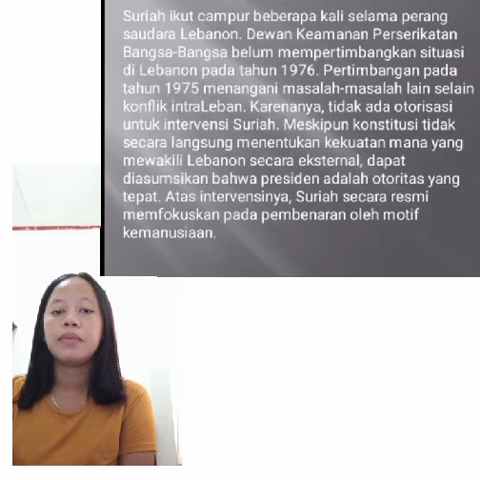 Suriah ikut campur beberapa kali selama perang
saudara Lebanon. Dewan Keamanan Perserikatan
Bangsa-Bangsa belum mempertimbangkan situasi
di Lebanon pada tahun 1976. Pertimbangan pada
tahun 1975 menangani masalah-masalah lain selain
konflik intraLeban. Karenanya, tidak ada otorisasi
untuk intervensi Suriah. Meskipun konstitusi tidak
secara langsung menentukan kekuatan mana yang
mewakili Lebanon secara eksternal, dapat
diasumsikan bahwa presiden adalah otoritas yang
tepat. Atas intervensinya, Suriah secara resmi
memfokuskan pada pembenaran oleh motif
kemanusiaan.